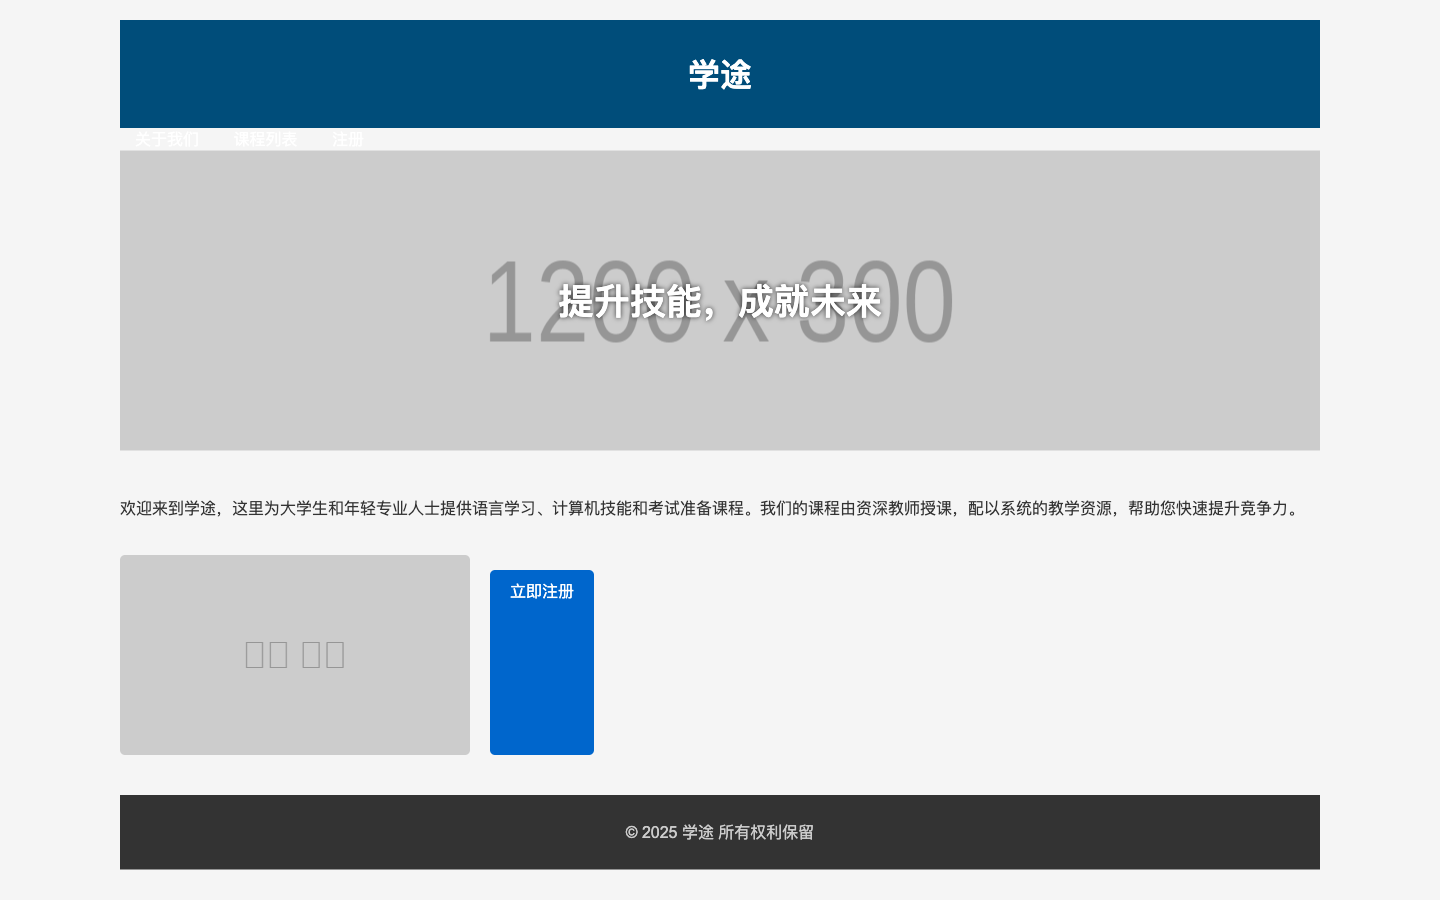 学途
关于我们 课程列表 注册
1200 x 300
提升技能，成就未来
欢迎来到学途，这里为大学生和年轻专业人士提供语言学习、计算机技能和考试准备课程。我们的课程由资深教师授课，配以系统的教学资源，帮助您快速提升竞争力。
立即注册
© 2025 学途 所有权利保留